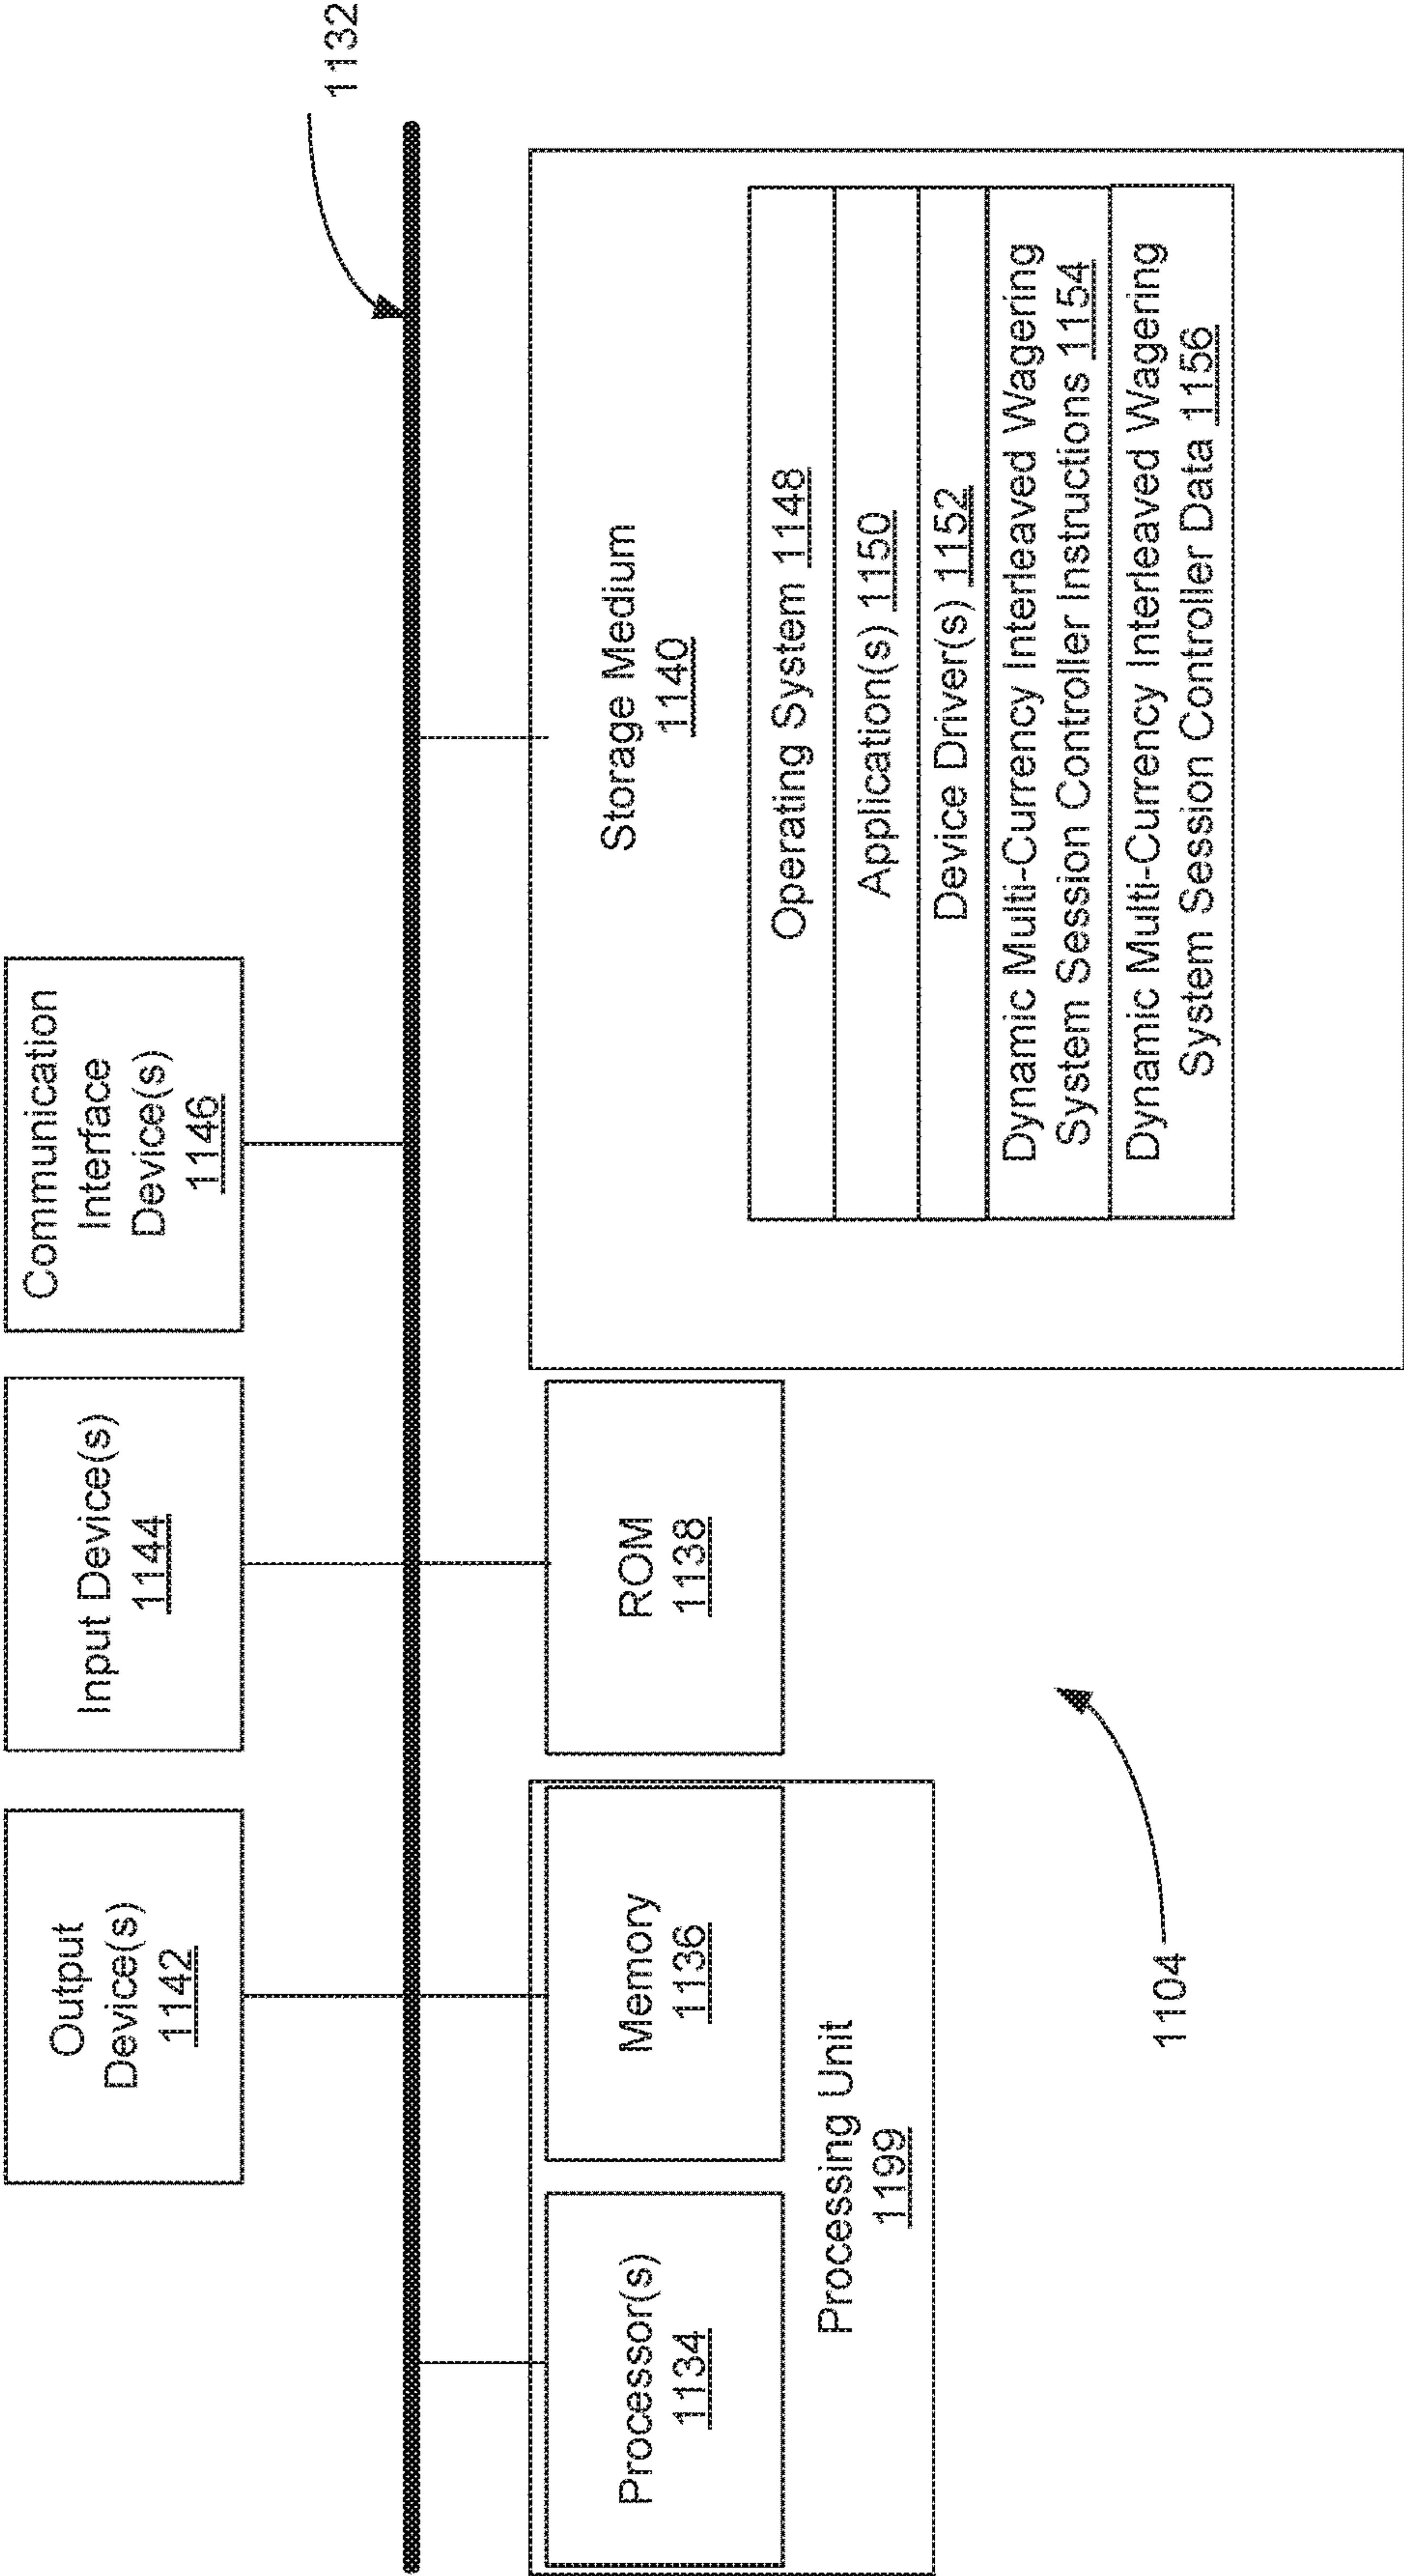 1132
Output
Device(s)
1142
Input Device(s)
1144
Communication
Interface
Device(s)
1146
Processor(s)
1134
Memory
1136
Processing Unit
1199
ROM
1138
Storage Medium
1140
Operating System 1148
Application(s) 1150
Device Driver(s) 1152
Dynamic Multi-Currency Interleaved Wagering
System Session Controller Instructions 1154
Dynamic Multi-Currency Interleaved Wagering
System Session Controller Data 1156
1104